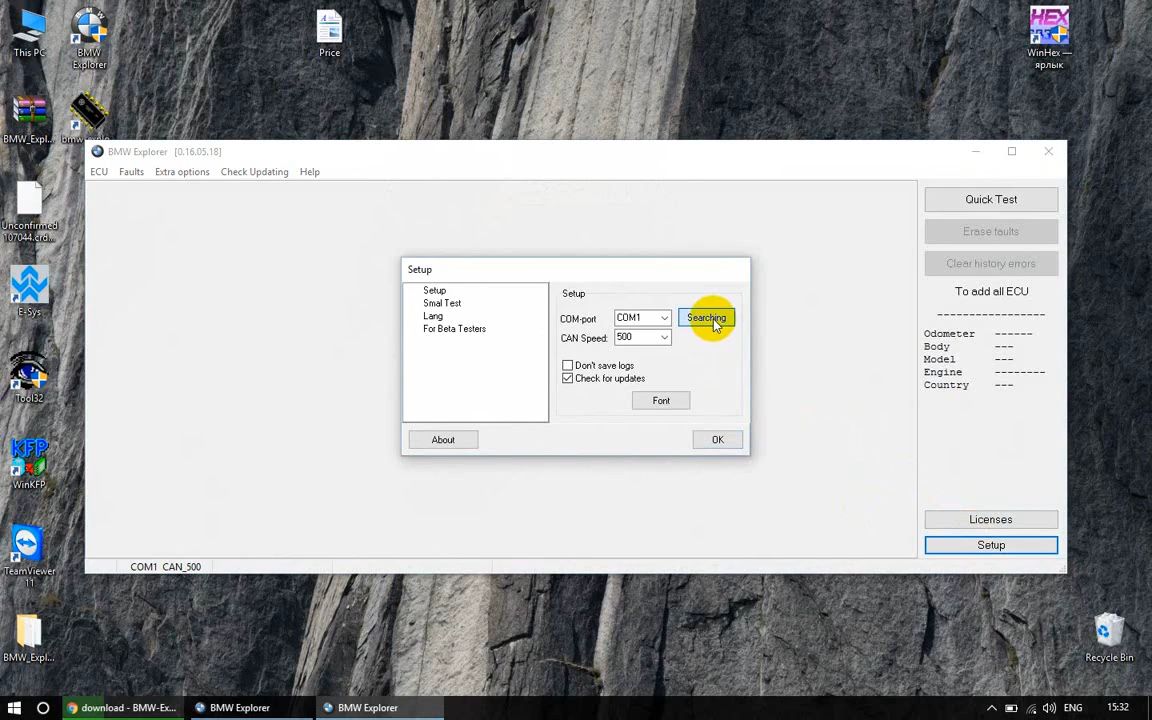 This PC
BMW
Explorer
Price
WinHex —
ярлык
BMW_Expl...
Unconfirmed
107044.crd...
E-Sys
Tool32
WinKFP
TeamViewer
11
BMW_Expl...
Recycle Bin
BMW Explorer [0.16.05.18]
ECU Faults Extra options Check Updating Help
Quick Test
Erase faults
Clear history errors
To add all ECU
-----------------
Odometer ------
Body ---
Model ---
Engine --------
Country ---
Licenses
Setup
COM1 CAN_500
Setup
Setup
Smal Test
Lang
For Beta Testers
Setup
COM-port COM1 Searching
CAN Speed: 500
Don't save logs
Check for updates
Font
About
OK
download - BMW-Ex...
BMW Explorer
BMW Explorer
ENG
15:32